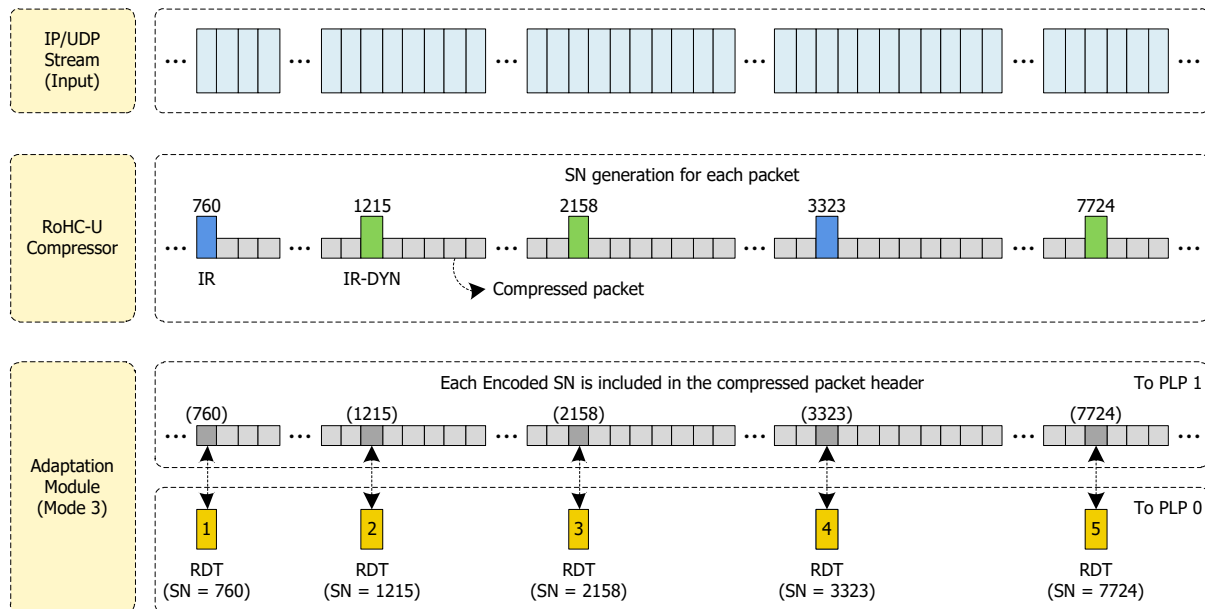 IP/UDP
Stream
(Input)
... ... ... ... ... ...
RoHC-U
Compressor
SN generation for each packet
760 1215 2158 3323 7724
... ... ... ... ... ...
IR IR-DYN
Compressed packet
Adaptation
Module
(Mode 3)
Each Encoded SN is included in the compressed packet header To PLP 1
(760) (1215) (2158) (3323) (7724)
... ... ... ... ... ...
To PLP 0
1 2 3 4 5
RDT RDT RDT RDT RDT
(SN = 760) (SN = 1215) (SN = 2158) (SN = 3323) (SN = 7724)